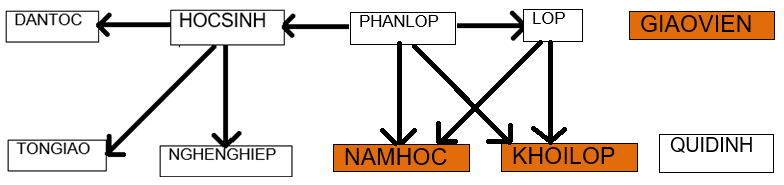 DANTOC
HOCSINH
PHANLOP
LOP
GIAOVIEN
TONGIAO
NGHENGHIEP
NAMHOC
KHOILOP
QUIDINH